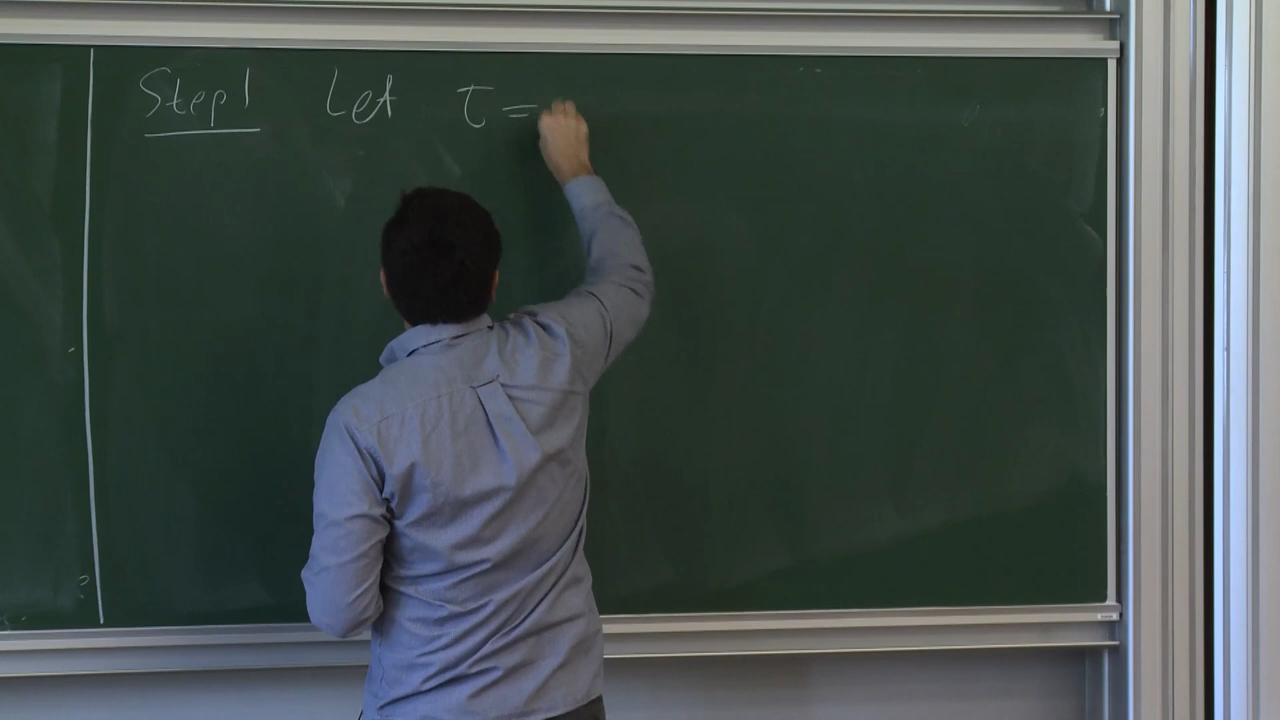 Step 1 Let τ =